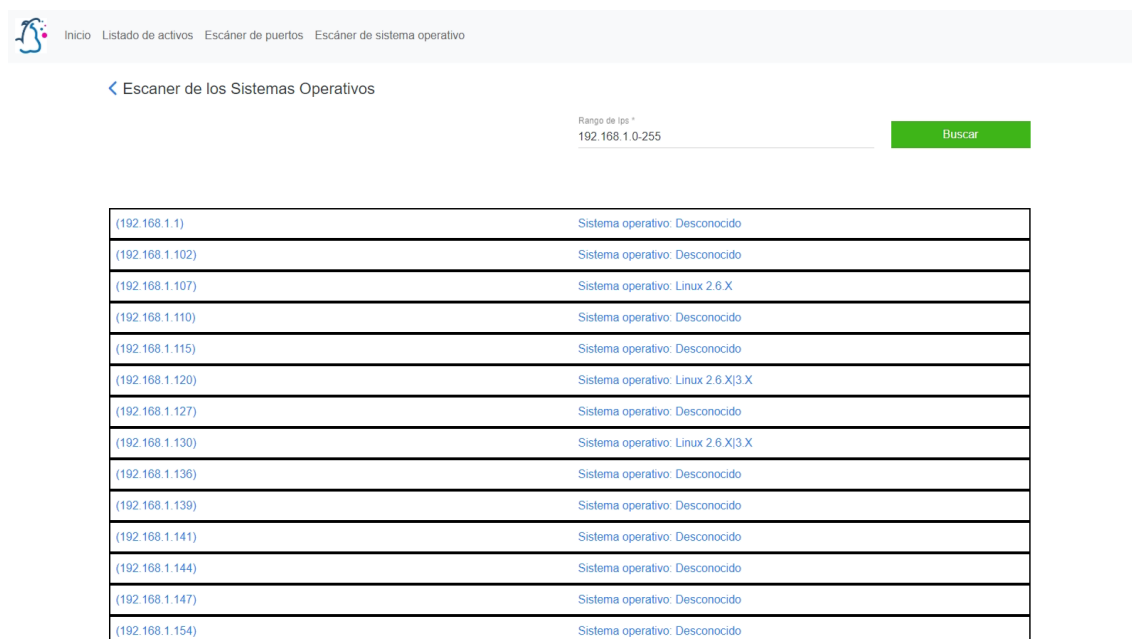 Inicio Listado de activos Escáner de puertos Escáner de sistema operativo
Escaner de los Sistemas Operativos
Rango de Ips *
192.168.1.0-255
Buscar
(192.168.1.1) Sistema operativo: Desconocido
(192.168.1.102) Sistema operativo: Desconocido
(192.168.1.107) Sistema operativo: Linux 2.6.X
(192.168.1.110) Sistema operativo: Desconocido
(192.168.1.115) Sistema operativo: Desconocido
(192.168.1.120) Sistema operativo: Linux 2.6.X|3.X
(192.168.1.127) Sistema operativo: Desconocido
(192.168.1.130) Sistema operativo: Linux 2.6.X|3.X
(192.168.1.136) Sistema operativo: Desconocido
(192.168.1.139) Sistema operativo: Desconocido
(192.168.1.141) Sistema operativo: Desconocido
(192.168.1.144) Sistema operativo: Desconocido
(192.168.1.147) Sistema operativo: Desconocido
(192.168.1.154) Sistema operativo: Desconocido